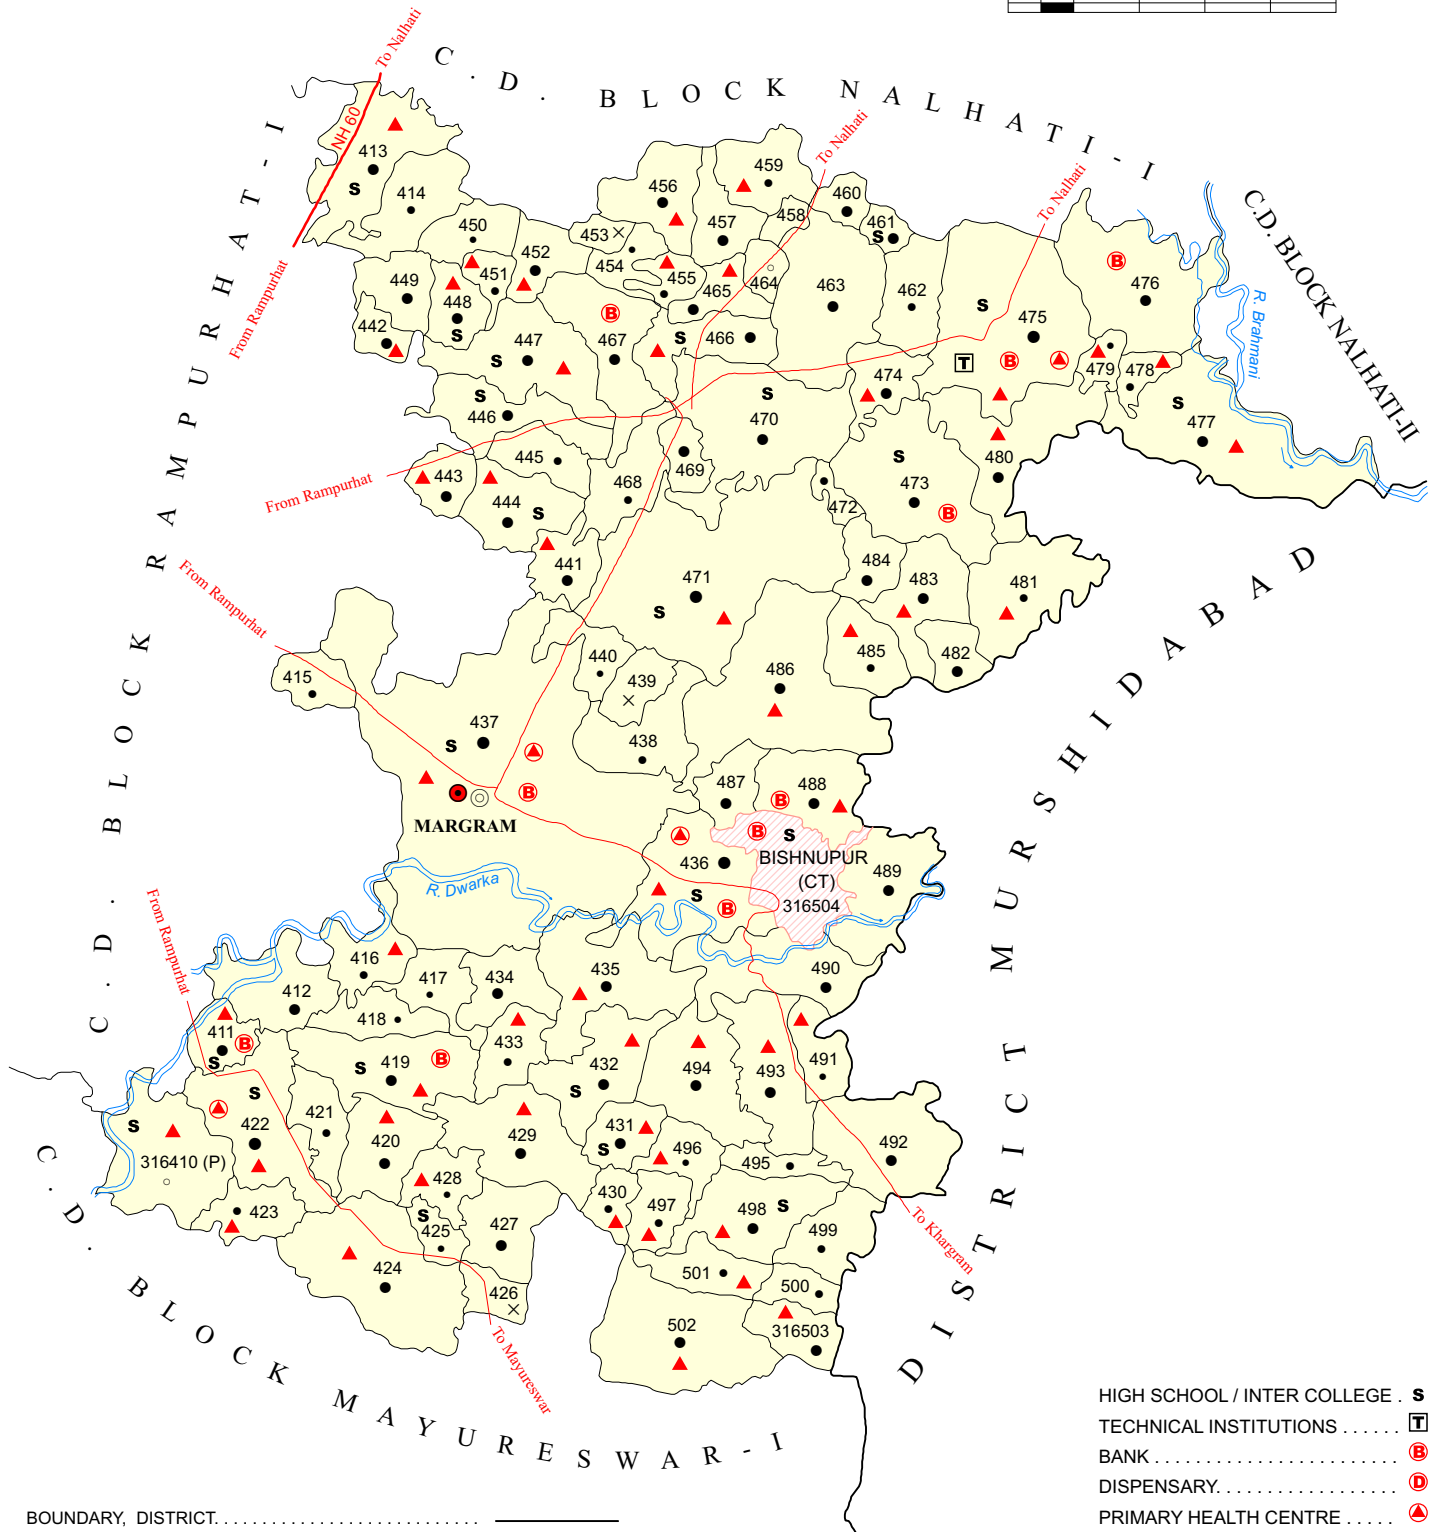 To Nalhati
C.D. BLOCK NALHATI-I
NH 60
To Nalhati
To Nalhati
C.D. BLOCK NALHATI-II
R. Brahmani
C.D. BLOCK RAMPURHAT-I
From Rampurhat
413
S
414
459
456
457
458
460
461
S
450
453
452
454
455
451
449
448
S
442
465
464
463
462
S
475
B
476
B
447
S
467
S
466
T
B
474
479
478
S
477
S
446
S
470
From Rampurhat
445
443
444
S
468
469
S
473
B
472
480
441
From Rampurhat
471
S
484
483
481
485
482
440
439
486
415
437
S
438
B
MARGRAM
487
B
488
B
S
BISHNUPUR
(CT)
316504
436
S
B
489
R. Dwarka
DISTRICT MURSHIDABAD
From Rampurhat
416
417
434
435
490
412
418
411
B
S
433
S
419
B
432
S
494
493
491
S
421
422
S
316410 (P)
420
429
431
S
496
495
492
428
423
S
425
427
430
497
498
S
499
To Khargram
424
426
501
500
502
316503
To Mayureswar
C.D. BLOCK MAYURESWAR-I
HIGH SCHOOL / INTER COLLEGE . S
TECHNICAL INSTITUTIONS . . . . . . T
BANK . . . . . . . . . . . . . . . . . . . . . . . . B
DISPENSARY. . . . . . . . . . . . . . . . . . D
PRIMARY HEALTH CENTRE . . . . .
BOUNDARY, DISTRICT. . . . . . . . . . . . . . . . . . . . . . . . . . . .